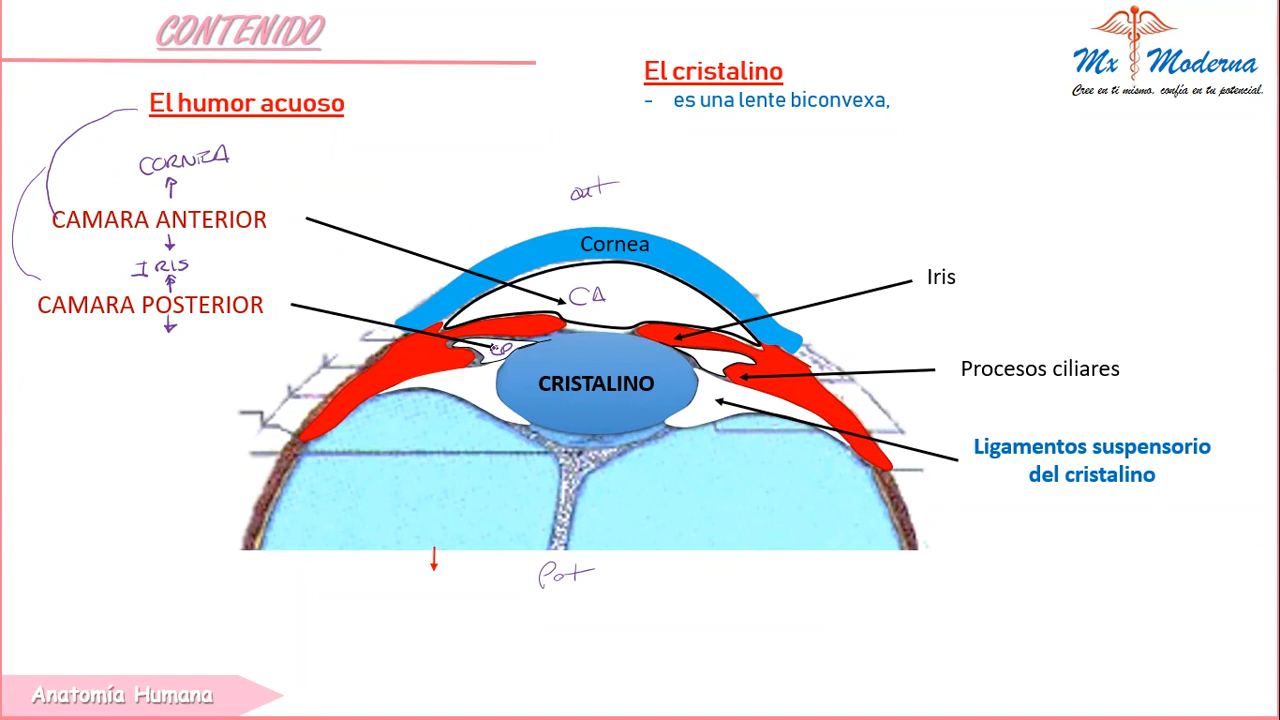 CONTENIDO
Mx Moderna
Cree en ti mismo, confía en tu potencial.
El cristalino
- es una lente biconvexa,
El humor acuoso
CORNEA
CAMARA ANTERIOR
IRIS
CAMARA POSTERIOR
ant
Cornea
CA
Iris
CP
CRISTALINO
Procesos ciliares
Ligamentos suspensorio
del cristalino
Pot
Anatomía Humana